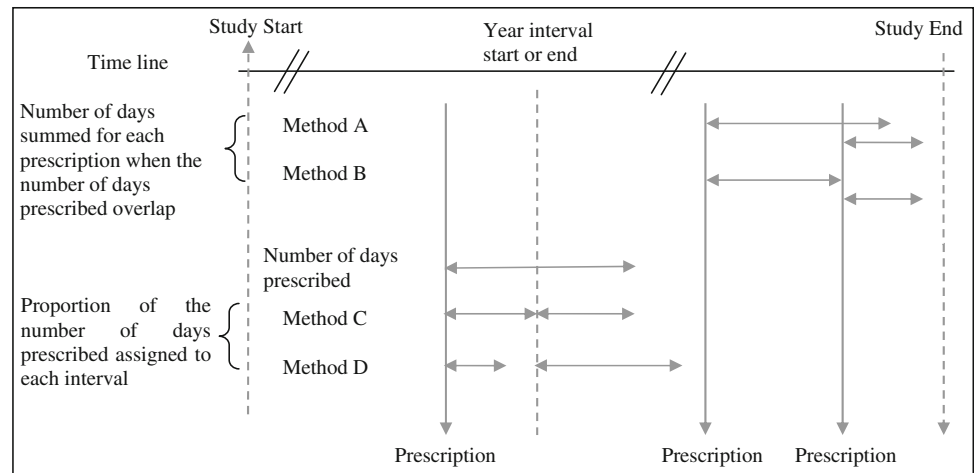 Study Start
Year interval
start or end
Study End
Time line
Number of days
summed for each
prescription when the
number of days
prescribed overlap
Method A
Method B
Number of days
prescribed
Proportion of the
number of days
prescribed assigned to
each interval
Method C
Method D
Prescription
Prescription
Prescription